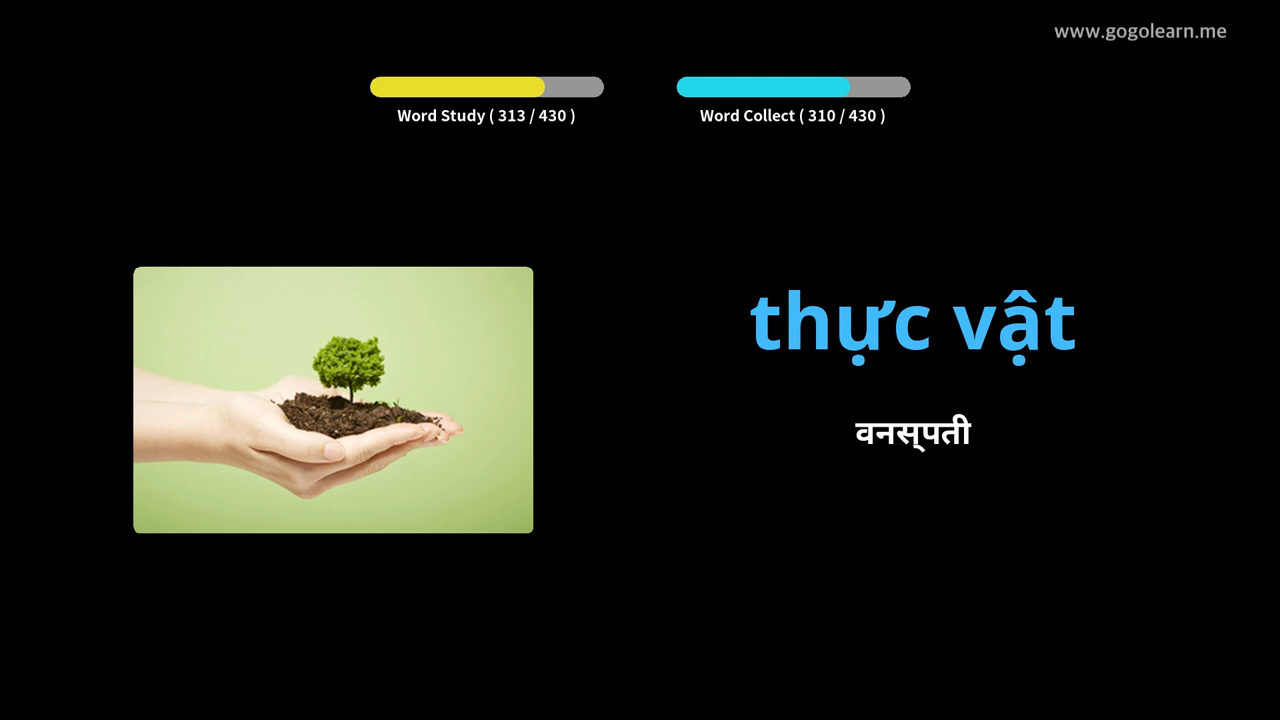 www.gogolearn.me
Word Study ( 313 / 430 )
Word Collect ( 310 / 430 )
thực vật
वनस्पती